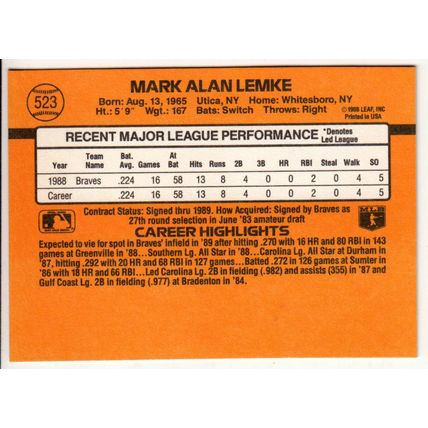 523
MARK ALAN LEMKE
Born: Aug. 13, 1965 Utica, NY Home: Whitesboro, NY
Ht.: 5'9" Wgt.: 167 Bats: Switch Throws: Right
© 1988 LEAF, INC
Printed in USA
RECENT MAJOR LEAGUE PERFORMANCE *Denotes Led League
Year Team Name Bat. Avg. Games At Bat Hits Runs 2B 3B HR RBI Steal Walk SO
1988 Braves .224 16 58 13 8 4 0 0 2 0 4 5
Career .224 16 58 13 8 4 0 0 2 0 4 5
Contract Status: Signed thru 1989. How Acquired: Signed by Braves as
27th round selection in June '83 amateur draft
CAREER HIGHLIGHTS
Expected to vie for spot in Braves' infield in '89 after hitting .270 with 16 HR and 80 RBI in 143
games at Greenville in '88...Southern Lg. All Star in '88...Carolina Lg. All Star at Durham in
'87, hitting .292 with 20 HR and 68 RBI in 127 games...Batted .272 in 126 games at Sumter in
'86 with 18 HR and 66 RBI...Led Carolina Lg. 2B in fielding (.982) and assists (355) in '87 and
Gulf Coast Lg. 2B in fielding (.977) at Bradenton in '84.